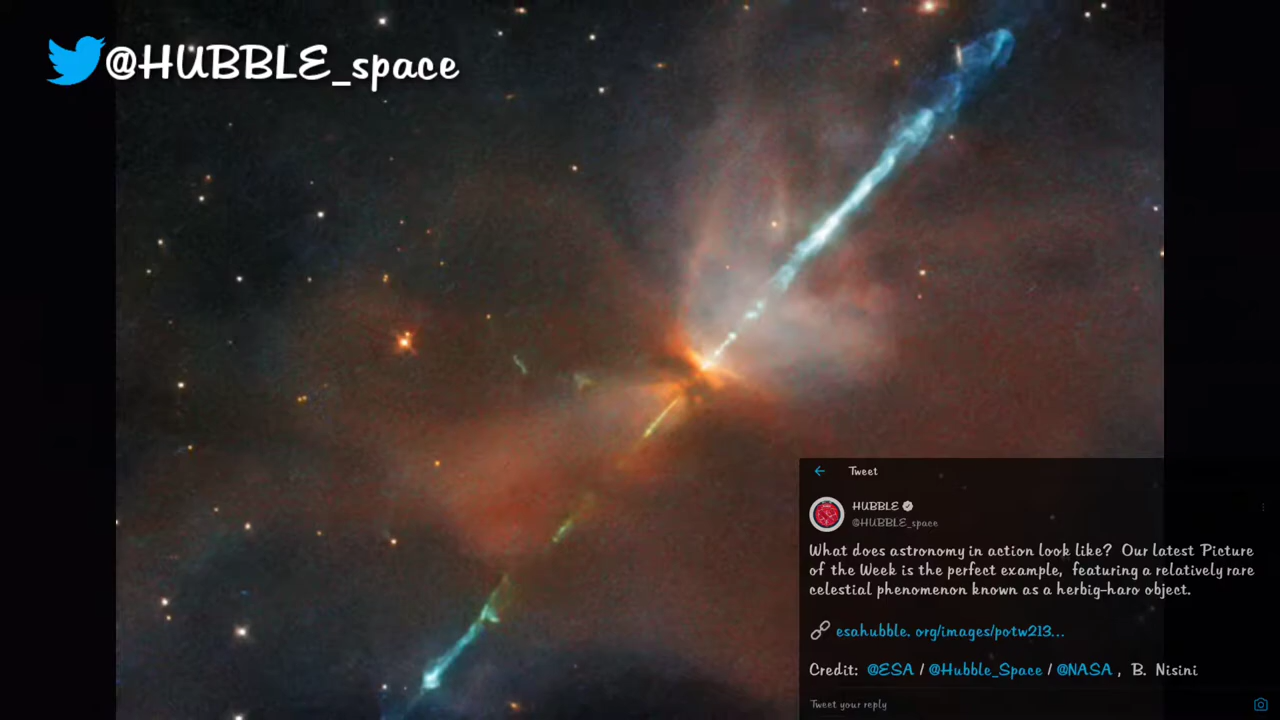 @HUBBLE_space
Tweet
HUBBLE
@HUBBLE_space
What does astronomy in action look like? Our latest Picture
of the Week is the perfect example, featuring a relatively rare
celestial phenomenon known as a herbig-haro object.
esahubble. org/images/potw213...
Credit: @ESA / @Hubble_Space / @NASA , B. Nisini
Tweet your reply